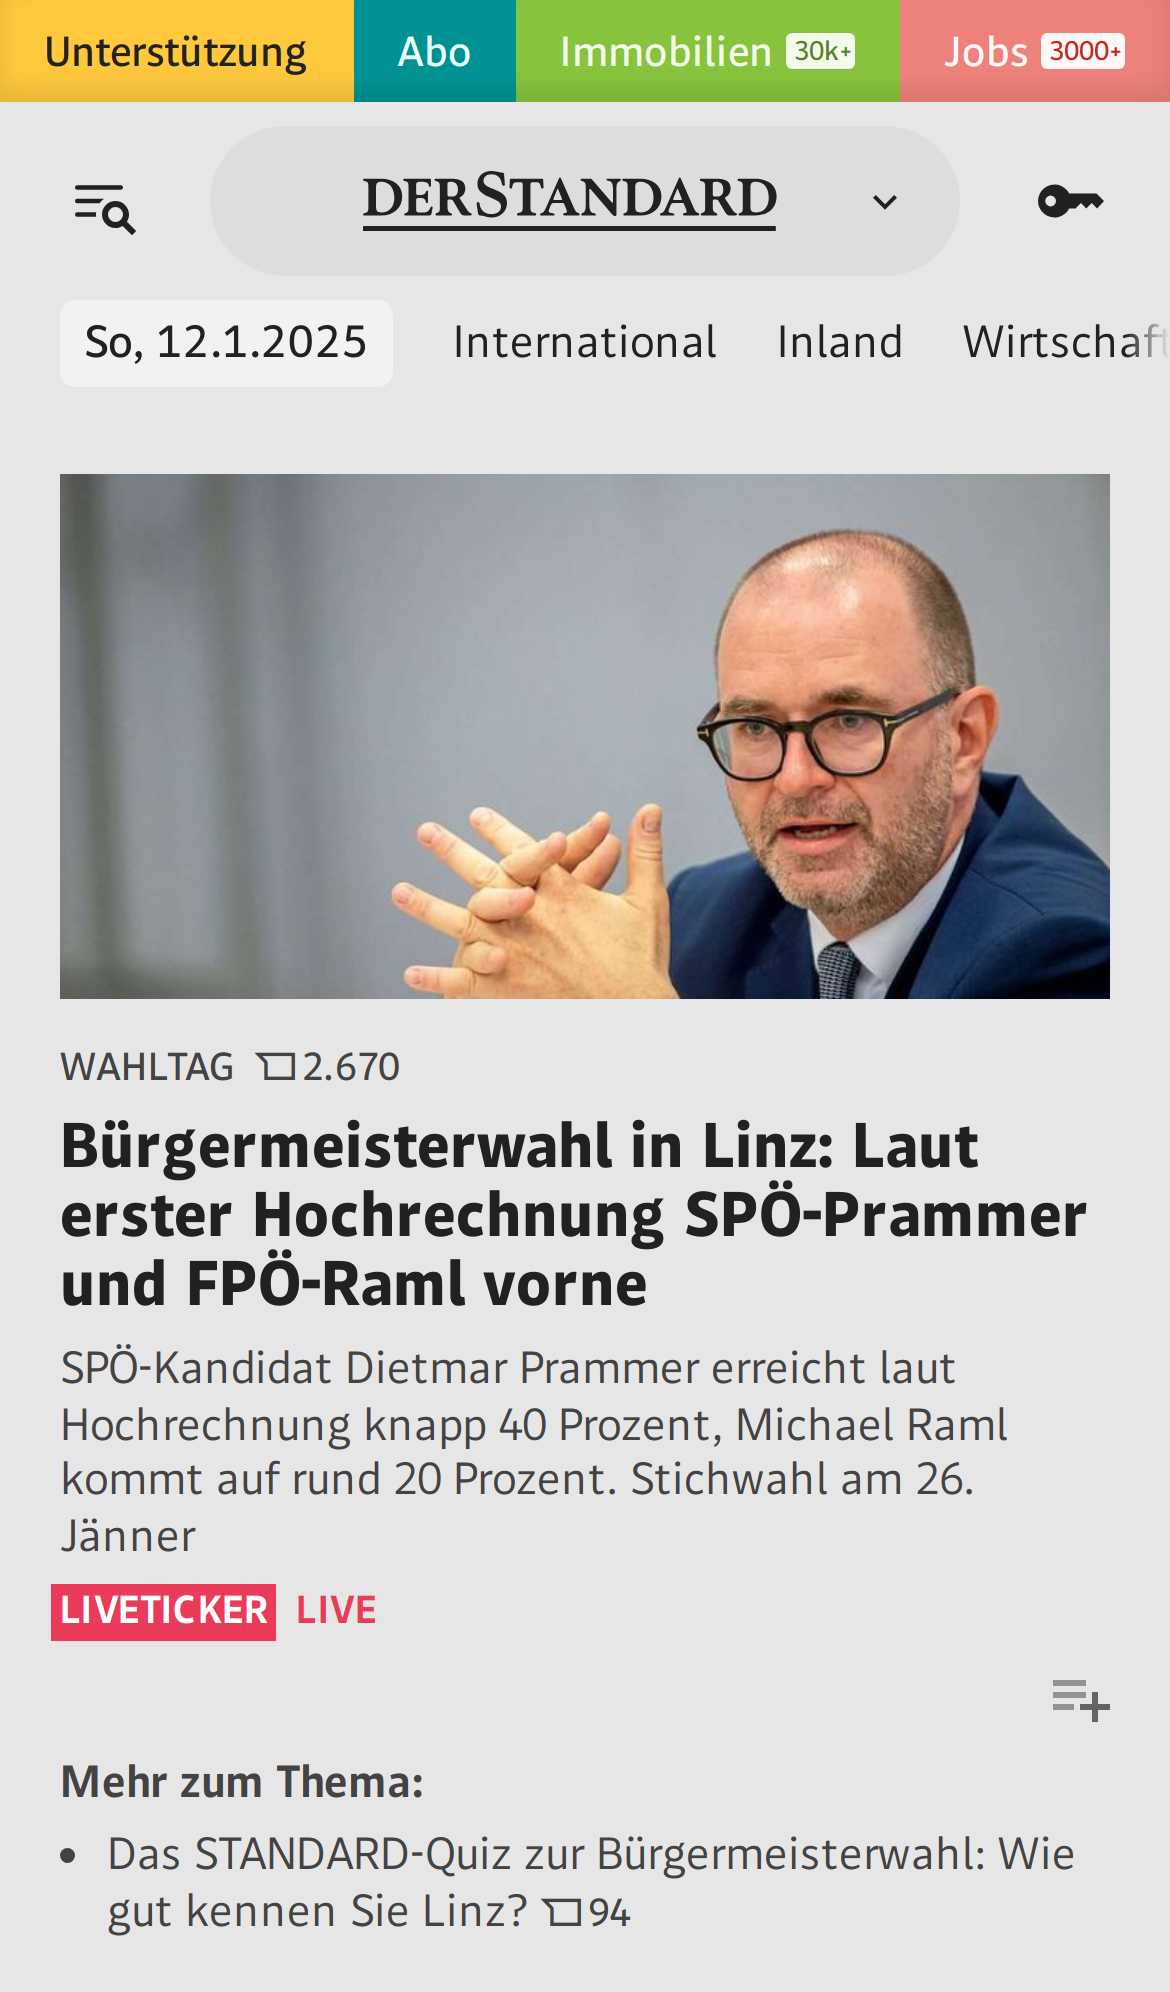 Unterstützung Abo Immobilien 30k+ Jobs 3000+
DERSTANDARD
So, 12.1.2025 International Inland Wirtschaft
WAHLTAG 2.670
Bürgermeisterwahl in Linz: Laut
erster Hochrechnung SPÖ-Prammer
und FPÖ-Raml vorne
SPÖ-Kandidat Dietmar Prammer erreicht laut
Hochrechnung knapp 40 Prozent, Michael Raml
kommt auf rund 20 Prozent. Stichwahl am 26.
Jänner
LIVETICKER LIVE
Mehr zum Thema:
• Das STANDARD-Quiz zur Bürgermeisterwahl: Wie
gut kennen Sie Linz? 94